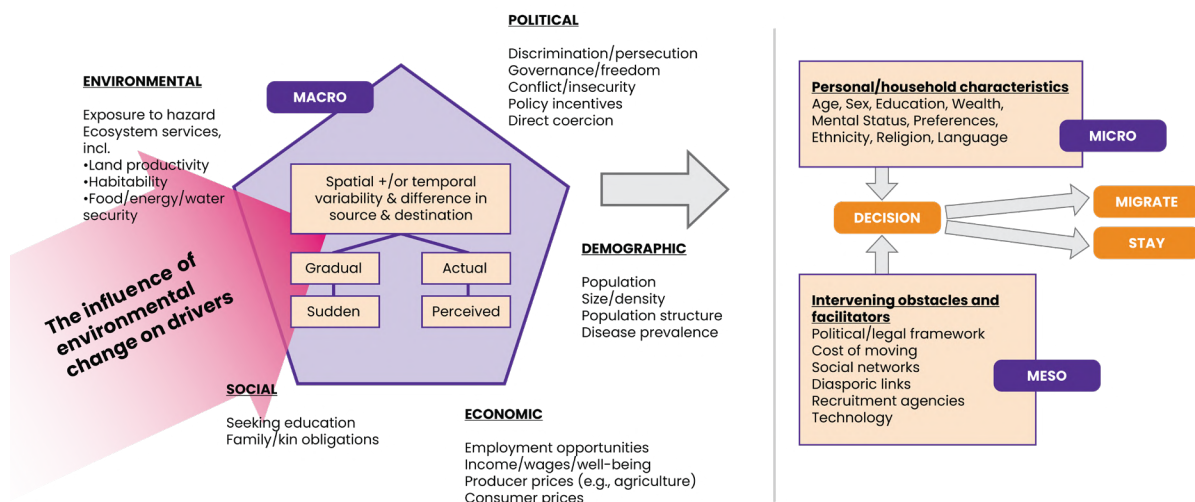 POLITICAL
Discrimination/persecution
Governance/freedom
Conflict/insecurity
Policy incentives
Direct coercion
ENVIRONMENTAL
Exposure to hazard
Ecosystem services,
incl.
•Land productivity
•Habitability
•Food/energy/water
security
MACRO
Spatial +/or temporal
variability & difference in
source & destination
Gradual
Actual
Sudden
Perceived
The influence of
environmental
change on drivers
DEMOGRAPHIC
Population
Size/density
Population structure
Disease prevalence
SOCIAL
Seeking education
Family/kin obligations
ECONOMIC
Employment opportunities
Income/wages/well-being
Producer prices (e.g., agriculture)
Consumer prices
Personal/household characteristics
Age, Sex, Education, Wealth,
Mental Status, Preferences,
Ethnicity, Religion, Language
MICRO
DECISION
MIGRATE
STAY
Intervening obstacles and
facilitators
Political/legal framework
Cost of moving
Social networks
Diasporic links
Recruitment agencies
Technology
MESO